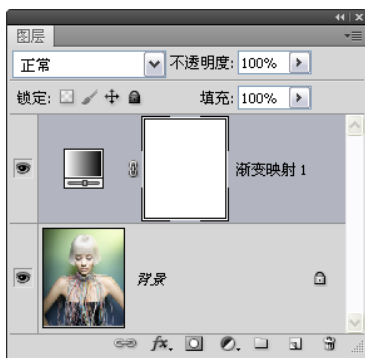 图层
正常 不透明度: 100%
锁定: 填充: 100%
渐变映射 1
背景
fx.